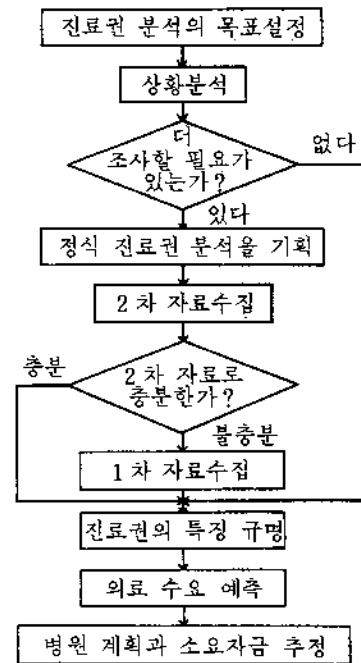 진료권 분석의 목표설정
상황분석
더
조사할 필요가
있는가?
없다
있다
정식 진료권 분석을 기획
2차 자료수집
충분
2차 자료로
충분한가?
불충분
1차 자료수집
진료권의 특징 규명
의료 수요 예측
병원 계획과 소요자금 추정